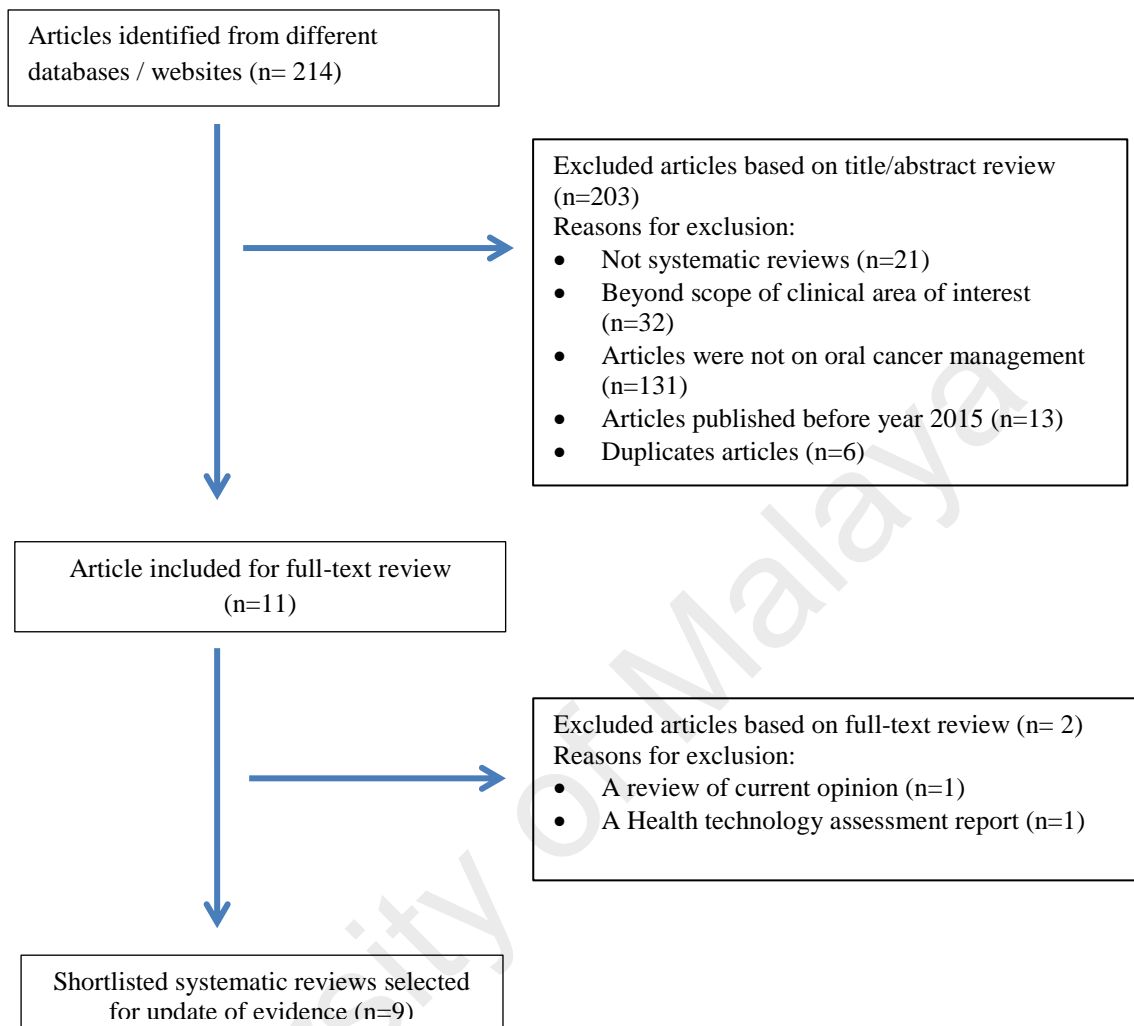 Articles identified from different
databases / websites (n= 214)
Excluded articles based on title/abstract review
(n=203)
Reasons for exclusion:
• Not systematic reviews (n=21)
• Beyond scope of clinical area of interest
(n=32)
• Articles were not on oral cancer management
(n=131)
• Articles published before year 2015 (n=13)
• Duplicates articles (n=6)
Article included for full-text review
(n=11)
Excluded articles based on full-text review (n= 2)
Reasons for exclusion:
• A review of current opinion (n=1)
• A Health technology assessment report (n=1)
Shortlisted systematic reviews selected
for update of evidence (n=9)
sity of Malaya